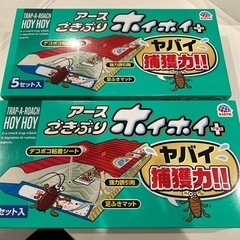 TRAP-A-ROACH
HOY HOY
アース
ごきぶり
ホイホイ+
デコボコ粘着シート
強力誘引剤
足ふきマット
ヤバイ
捕獲力!!
5セット入
TRAP-A-ROACH
HOY HOY
アース
ごきぶり
ホイホイ+
デコボコ粘着シート
強力誘引剤
足ふきマット
ヤバイ
捕獲力!!
セット入